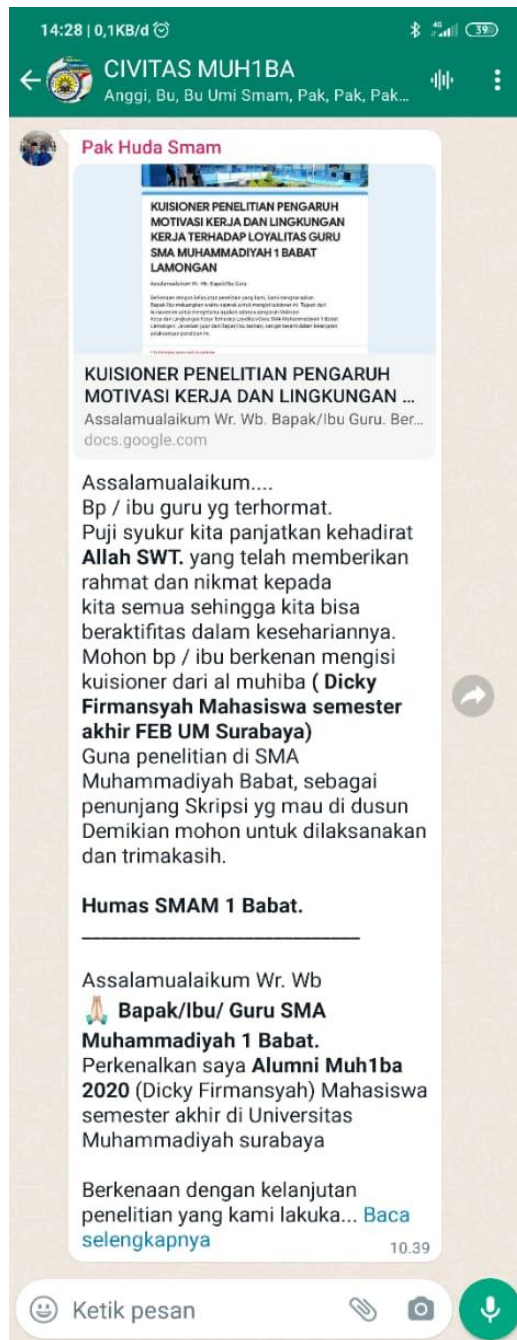 14:28 | 0,1KB/d
4G
39
CIVITAS MUH1BA
Anggi, Bu, Bu Umi Smam, Pak, Pak, Pak...
Pak Huda Smam
KUISIONER PENELITIAN PENGARUH
MOTIVASI KERJA DAN LINGKUNGAN
KERJA TERHADAP LOYALITAS GURU
SMA MUHAMMADIYAH 1 BABAT
LAMONGAN
Assalamualaikum Wr. Wb. Bapak/Ibu Guru.
KUISIONER PENELITIAN PENGARUH
MOTIVASI KERJA DAN LINGKUNGAN ...
Assalamualaikum Wr. Wb. Bapak/Ibu Guru. Ber...
docs.google.com
Assalamualaikum....
Bp / ibu guru yg terhormat.
Puji syukur kita panjatkan kehadirat
Allah SWT. yang telah memberikan
rahmat dan nikmat kepada
kita semua sehingga kita bisa
beraktifitas dalam kesehariannya.
Mohon bp / ibu berkenan mengisi
kuisioner dari al muhiba ( Dicky
Firmansyah Mahasiswa semester
akhir FEB UM Surabaya)
Guna penelitian di SMA
Muhammadiyah Babat, sebagai
penunjang Skripsi yg mau di dusun
Demikian mohon untuk dilaksanakan
dan trimakasih.
Humas SMAM 1 Babat.
Assalamualaikum Wr. Wb
🙏🏻 Bapak/Ibu/ Guru SMA
Muhammadiyah 1 Babat.
Perkenalkan saya Alumni Muh1ba
2020 (Dicky Firmansyah) Mahasiswa
semester akhir di Universitas
Muhammadiyah surabaya
Berkenaan dengan kelanjutan
penelitian yang kami lakuka... Baca
selengkapnya
10.39
Ketik pesan